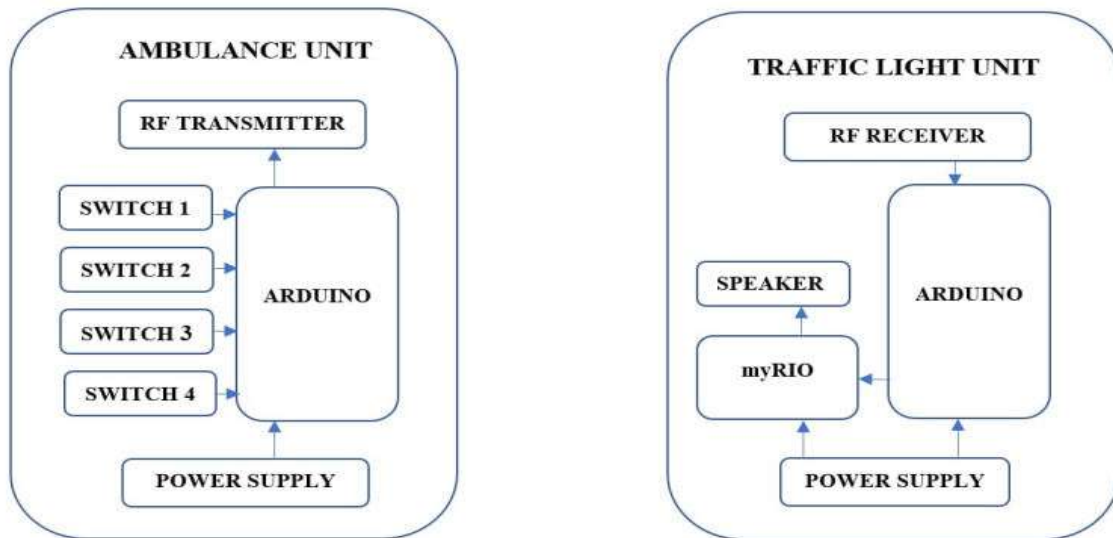 AMBULANCE UNIT
RF TRANSMITTER
SWITCH 1
SWITCH 2
SWITCH 3
SWITCH 4
ARDUINO
POWER SUPPLY
TRAFFIC LIGHT UNIT
RF RECEIVER
SPEAKER
ARDUINO
myRIO
POWER SUPPLY